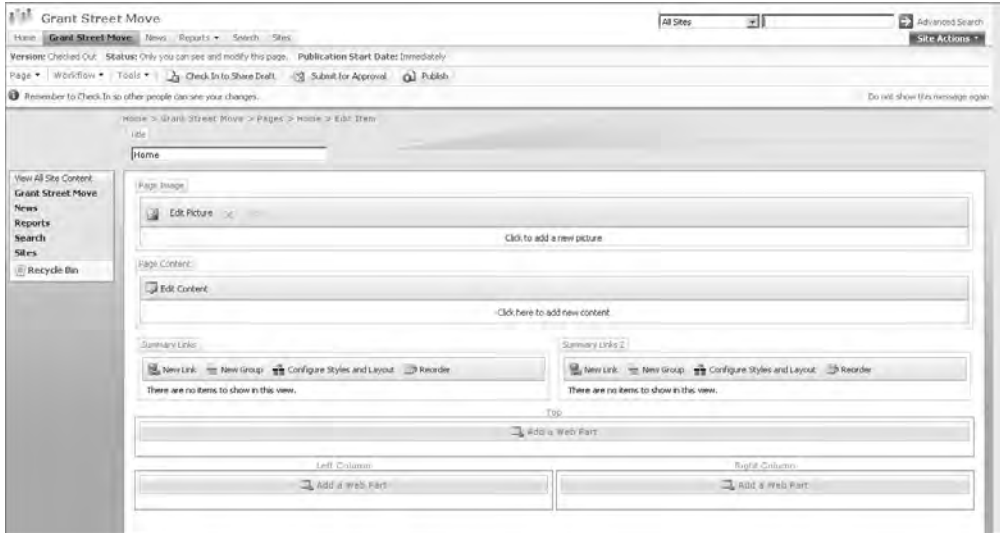 Grant Street Move
All Sites
Advanced Search
Home Grant Street Move News Reports Search Sites
Site Actions
Version: Checked Out Status: Only you can see and modify this page. Publication Start Date: Immediately
Page Workflow Tools Check In to Share Draft Submit for Approval Publish
Remember to Check In so other people can see your changes. Do not show this message again
Home > Grant Street Move > Pages > Home > Edit Item
Title
Home
View All Site Content
Grant Street Move
News
Reports
Search
Sites
Recycle Bin
Page Image
Edit Picture
Click to add a new picture
Page Content
Edit Content
Click here to add new content
Summary Links Summary Links 2
New Link New Group Configure Styles and Layout Reorder New Link New Group Configure Styles and Layout Reorder
There are no items to show in this view. There are no items to show in this view.
Top
Add a Web Part
Left Column Right Column
Add a Web Part Add a Web Part